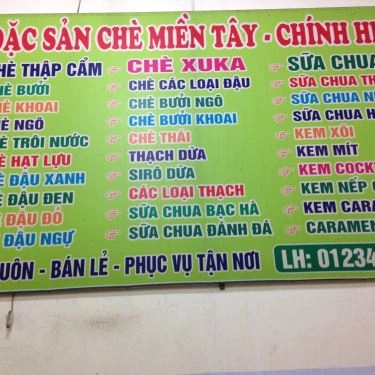 ĐẶC SẢN CHÈ MIỀN TÂY - CHÍNH H
CHÈ THẬP CẨM
CHÈ BƯỞI
CHÈ KHOAI
CHÈ NGÔ
CHÈ TRÔI NƯỚC
CHÈ HẠT LỰU
CHÈ ĐẬU XANH
CHÈ ĐẬU ĐEN
CHÈ ĐẬU ĐỎ
CHÈ ĐẬU NGỰ
CHÈ XUKA
CHÈ CÁC LOẠI ĐẬU
CHÈ BƯỞI NGÔ
CHÈ BƯỞI KHOAI
CHÈ THÁI
THẠCH DỪA
SIRÔ DỪA
CÁC LOẠI THẠCH
SỮA CHUA BẠC HÀ
SỮA CHUA ĐÁNH ĐÁ
SỮA CHUA
SỮA CHUA TH
SỮA CHUA N
SỮA CHUA H
KEM XÔI
KEM MÍT
KEM COCK
KEM NẾP
KEM CARA
CARAMEN
UÔN - BÁN LẺ - PHỤC VỤ TẬN NƠI
LH: 01234